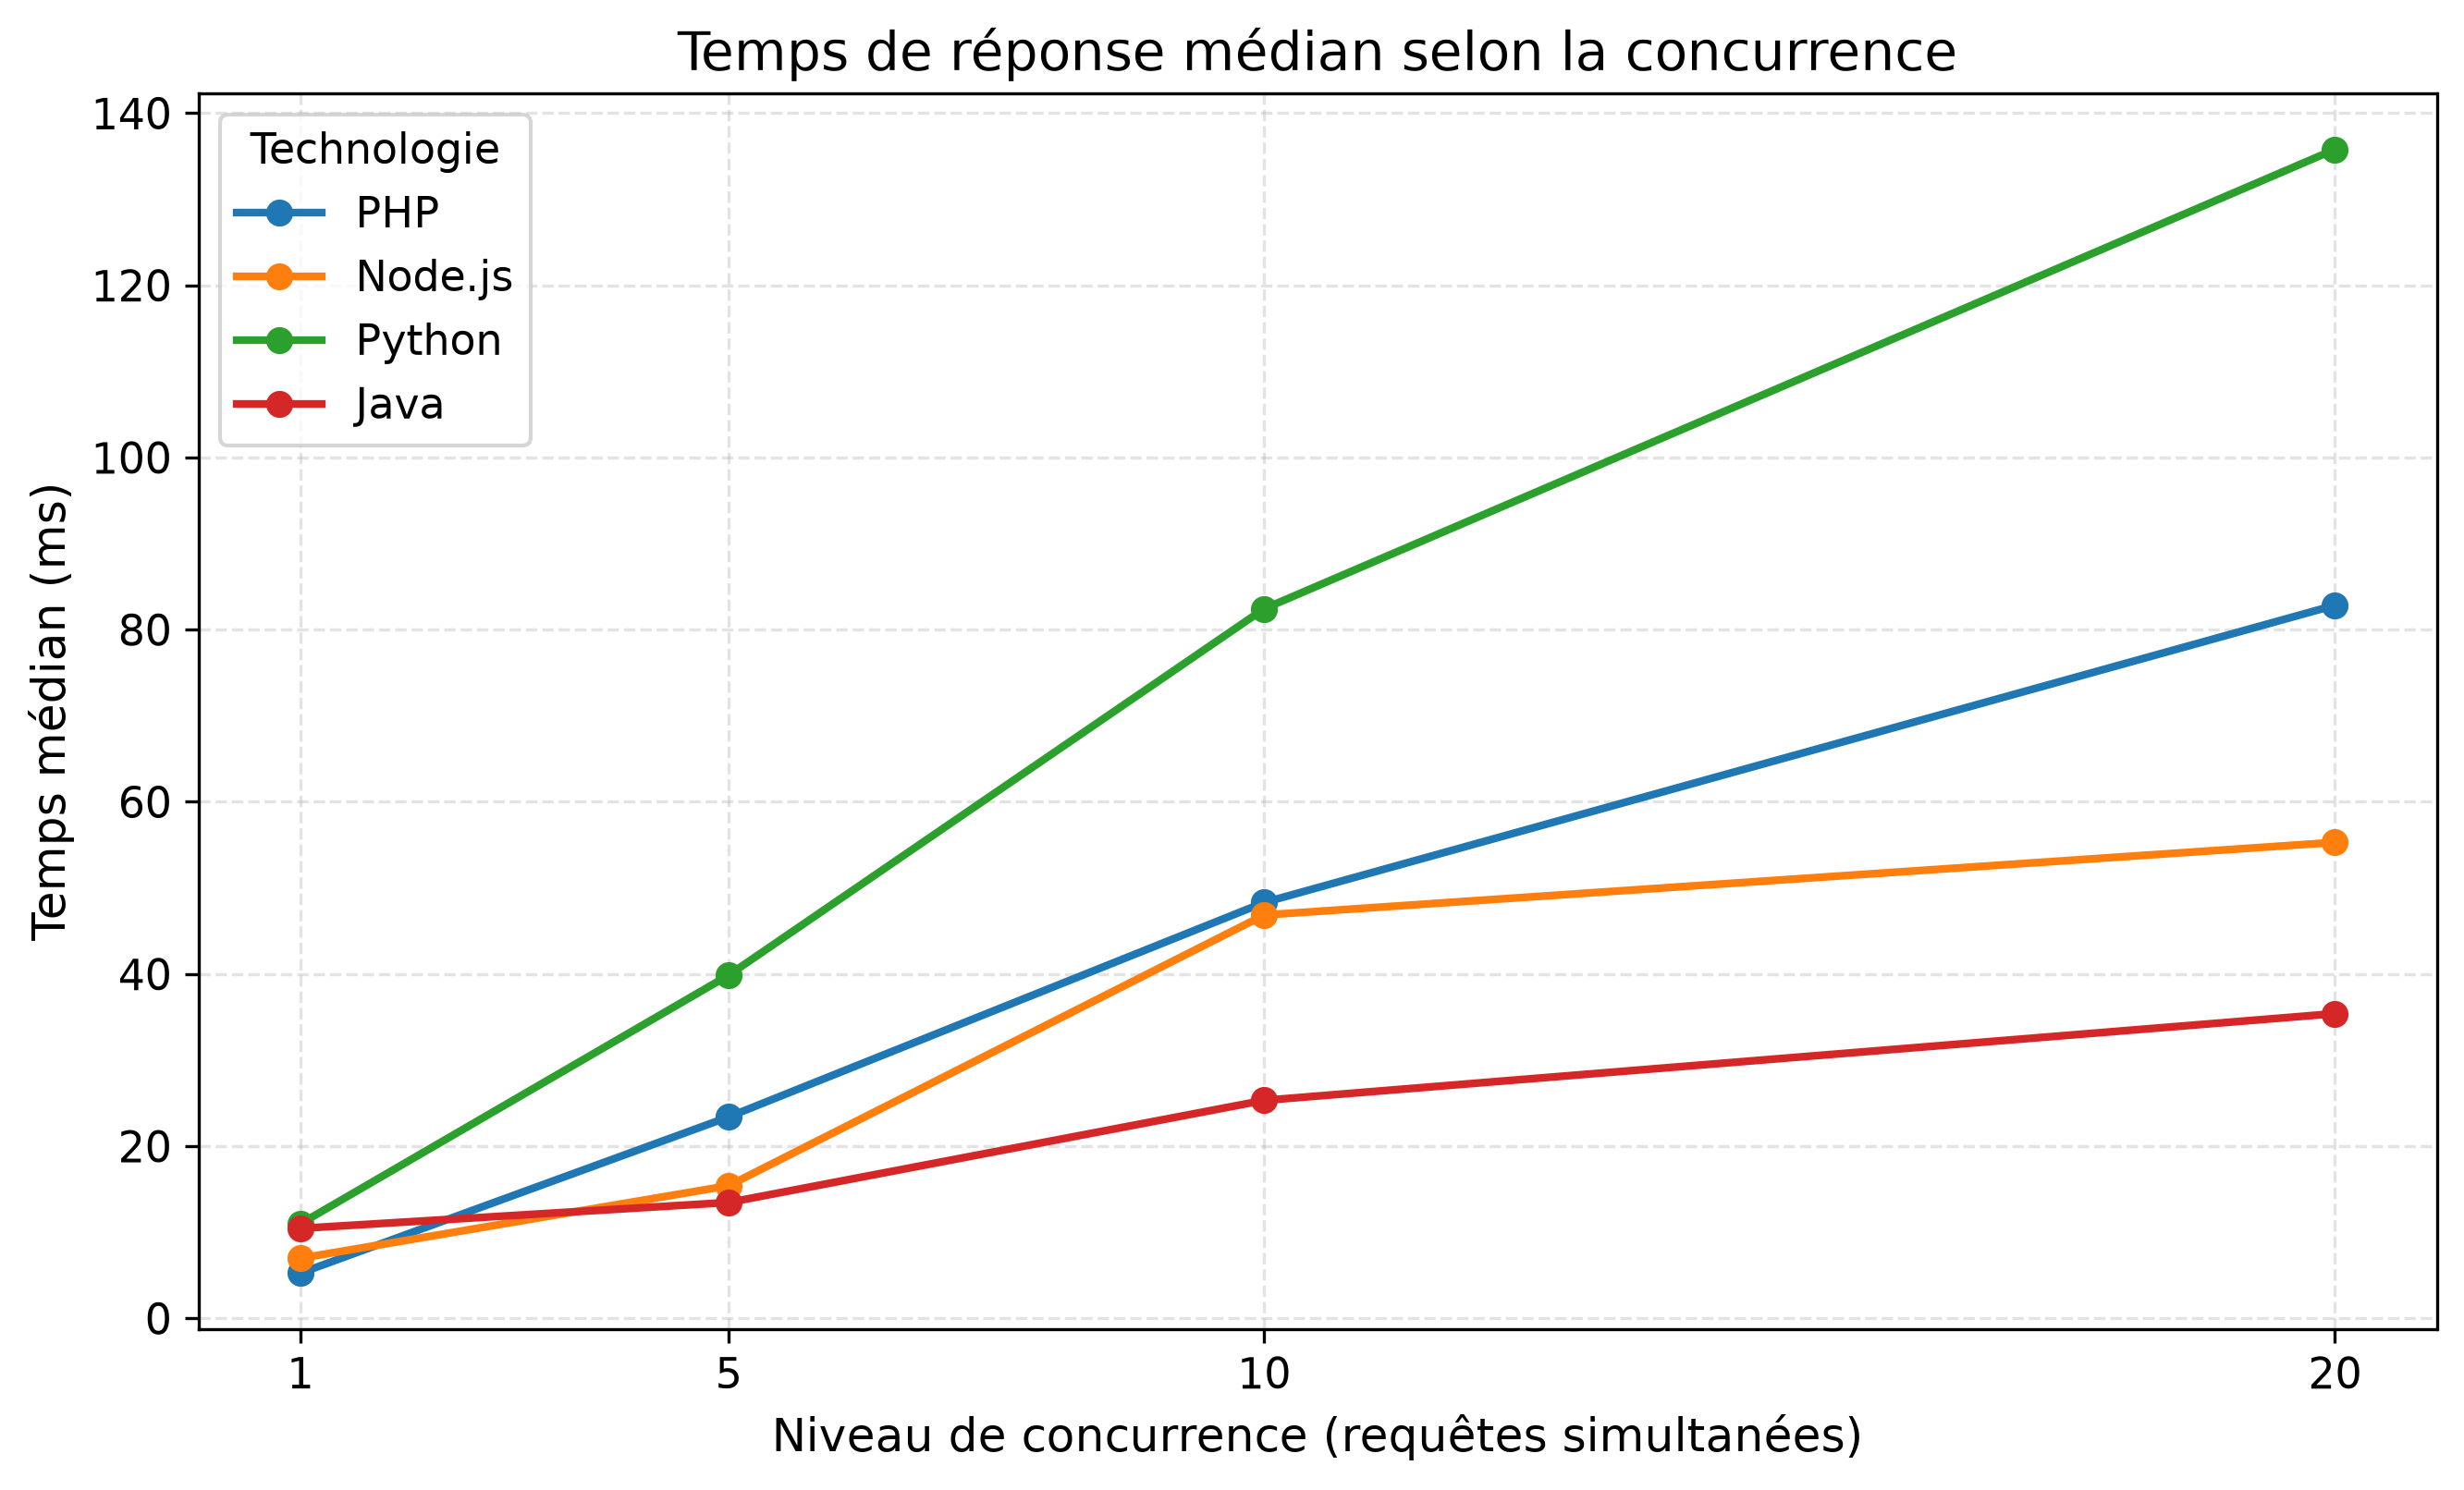 Temps de réponse médian selon la concurrence
Technologie
PHP
Node.js
Python
Java
Temps médian (ms)
140
120
100
80
60
40
20
0
1 5 10 20
Niveau de concurrence (requêtes simultanées)